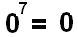 0⁷ = 0